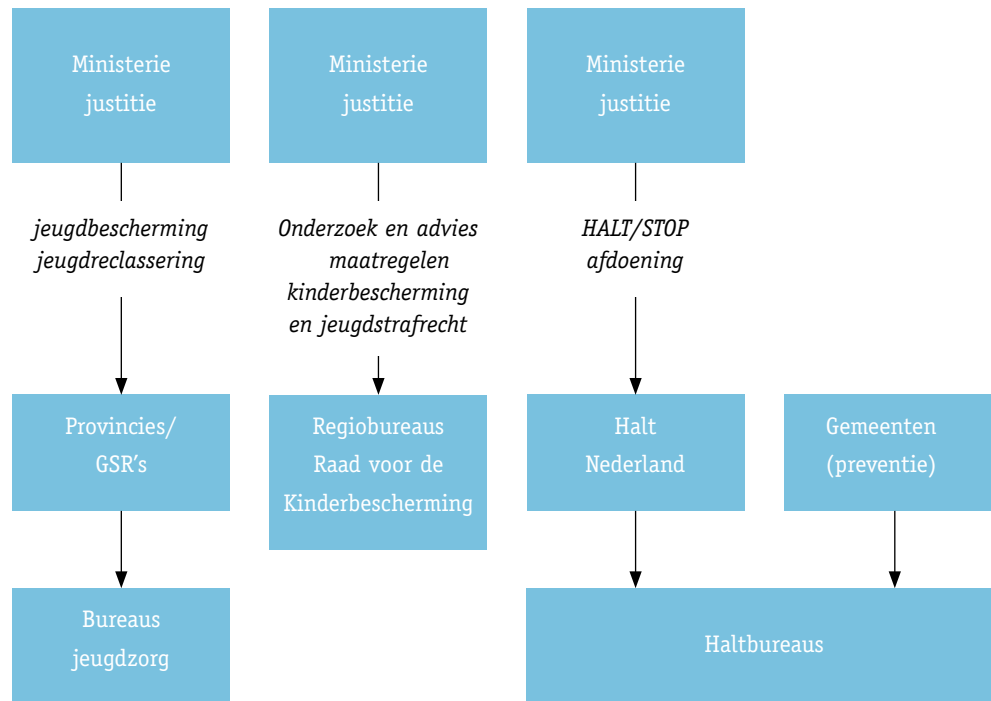 Ministerie
justitie
Ministerie
justitie
Ministerie
justitie
jeugdbescherming
jeugdreclassering
Onderzoek en advies
maatregelen
kinderbescherming
en jeugdstrafrecht
HALT/STOP
afdoening
Provincies/
GSR's
Regiobureaus
Raad voor de
Kinderbescherming
Halt
Nederland
Gemeenten
(preventie)
Bureaus
jeugdzorg
Haltbureaus